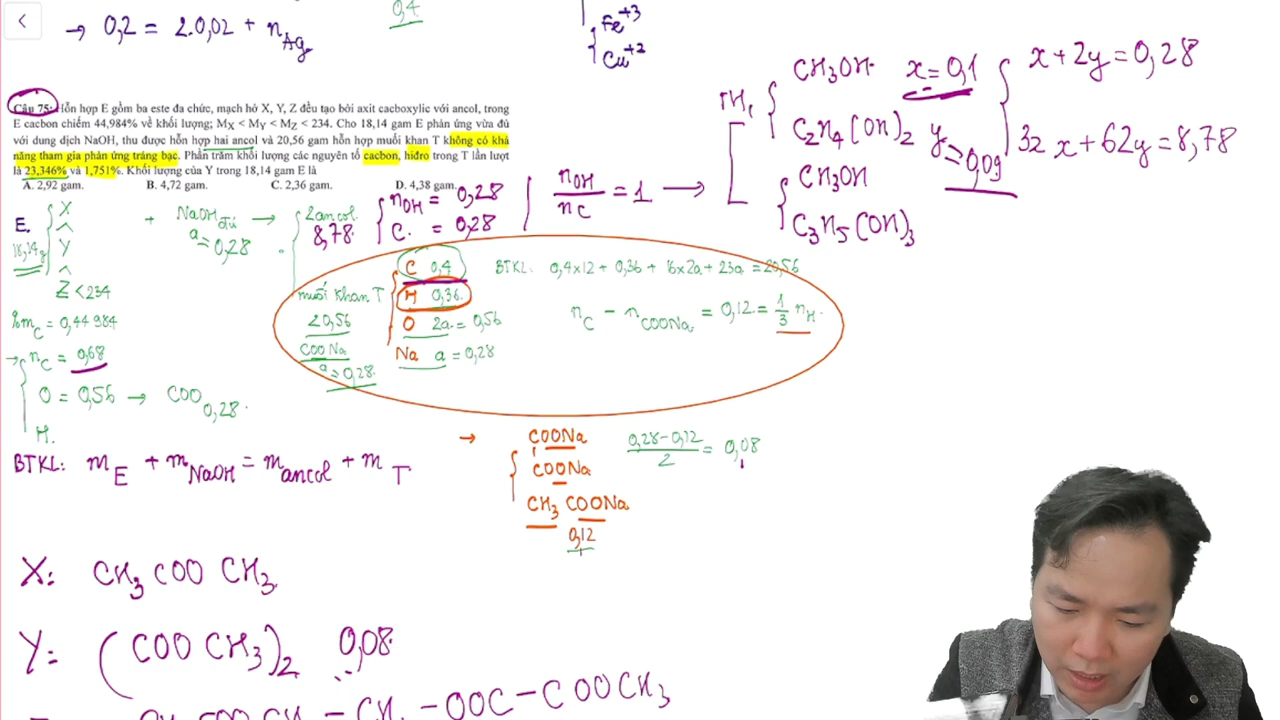 0,4
→ 0,2 = 2.0,02 + nAg
Fe+3
Cu+2
Câu 75: Hỗn hợp E gồm ba este đa chức, mạch hở X, Y, Z đều tạo bởi axit cacboxylic với ancol, trong
E cacbon chiếm 44,984% về khối lượng; MX < MY < MZ < 234. Cho 18,14 gam E phản ứng vừa đủ
với dung dịch NaOH, thu được hỗn hợp hai ancol và 20,56 gam hỗn hợp muối khan T không có khả
năng tham gia phản ứng tráng bạc. Phần trăm khối lượng các nguyên tố cacbon, hiđro trong T lần lượt
là 23,346% và 1,751%. Khối lượng của Y trong 18,14 gam E là
A. 2,92 gam. B. 4,72 gam. C. 2,36 gam. D. 4,38 gam.
TH1
CH3OH x = 0,1
C2H4(OH)2 y = 0,09
x + 2y = 0,28
32x + 62y = 8,78
CH3OH
C3H5(OH)3
E. X
^
Y
^
Z < 234
18,14g
+ NaOH đủ →
a = 0,28
2 ancol
8,78
nOH = 0,28
C. = 0,28
nOH
nC
= 1 →
muối khan T
20,56
COONa
a = 0,28
C 0,4
H 0,36
O 2a = 0,56
Na a = 0,28
BTKL: 0,4x12 + 0,36 + 16x2a + 23a = 20,56
nC - nCOONa = 0,12 = 1/3 nH
%mC = 0,44984
→ nC = 0,68
O = 0,56 → COO 0,28
H.
BTKL: mE + mNaOH = mancol + mT
→ COONa
COONa
0,28-0,12
2
= 0,08
CH3COONa
0,12
X: CH3COOCH3
Y: (COOCH3)2 0,08